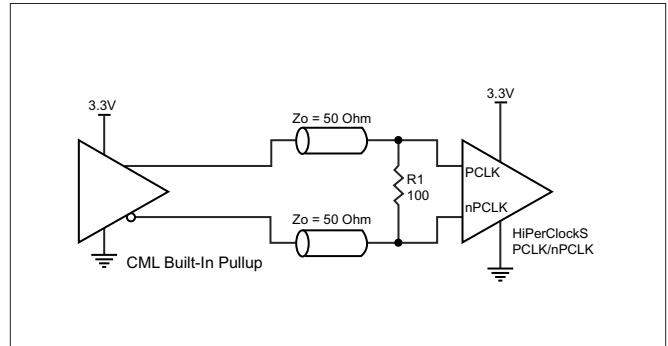 3.3V
3.3V
Zo = 50 Ohm
R1
100
PCLK
nPCLK
Zo = 50 Ohm
HiPerClockS
PCLK/nPCLK
CML Built-In Pullup